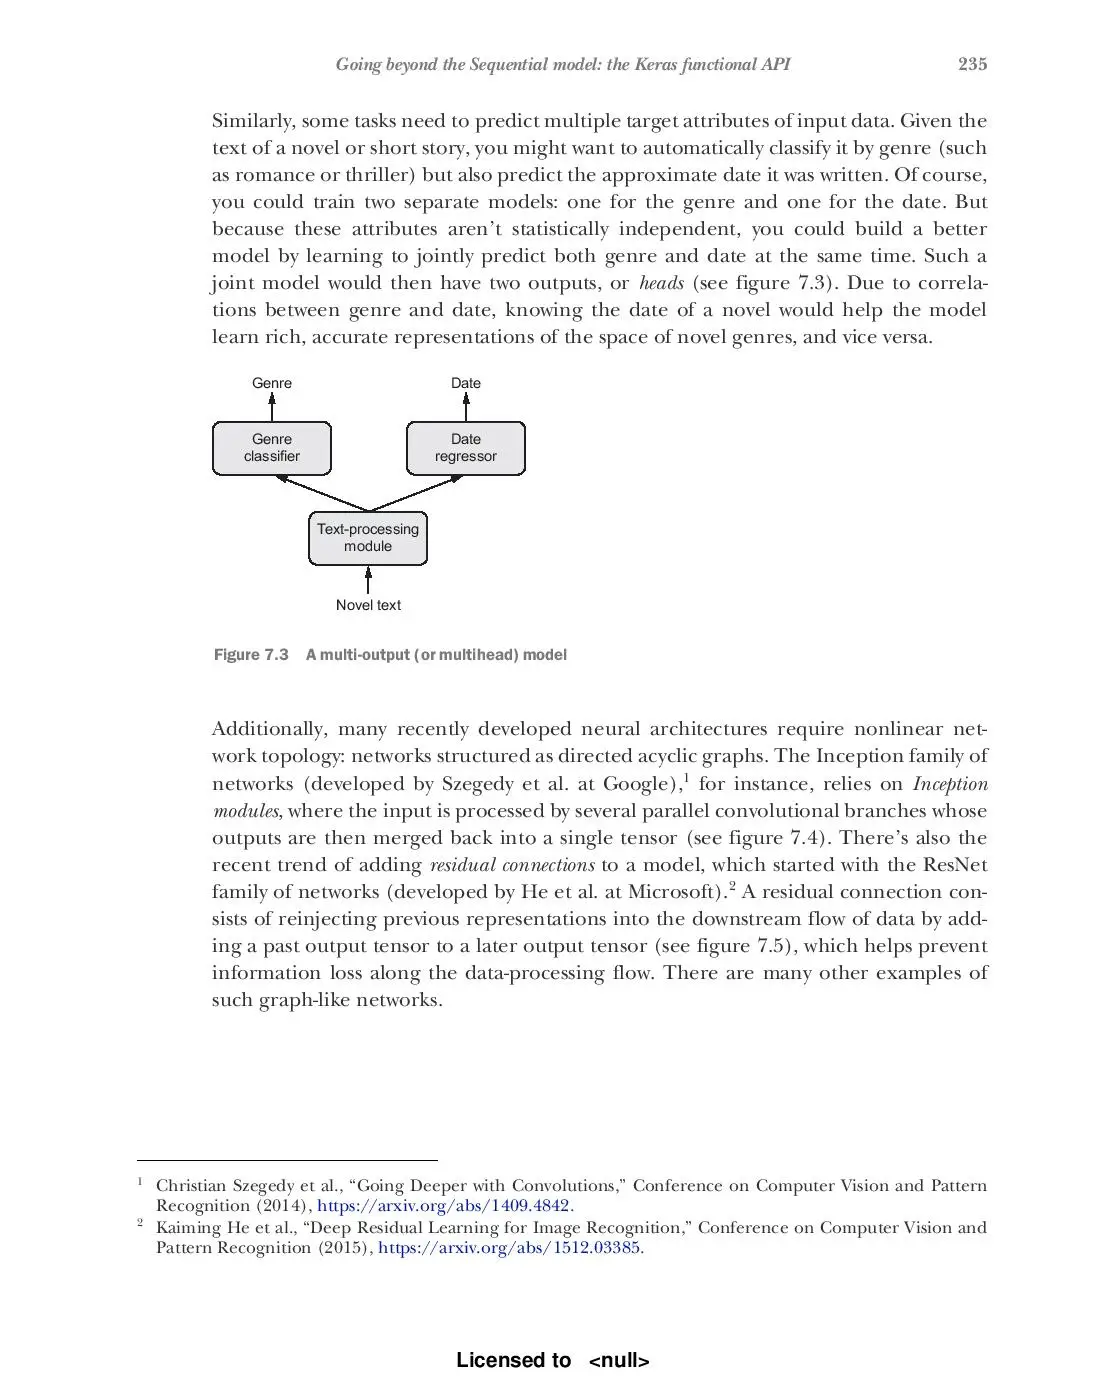 Going beyond the Sequential model: the Keras functional API 235
Similarly, some tasks need to predict multiple target attributes of input data. Given the
text of a novel or short story, you might want to automatically classify it by genre (such
as romance or thriller) but also predict the approximate date it was written. Of course,
you could train two separate models: one for the genre and one for the date. But
because these attributes aren’t statistically independent, you could build a better
model by learning to jointly predict both genre and date at the same time. Such a
joint model would then have two outputs, or heads (see figure 7.3). Due to correla-
tions between genre and date, knowing the date of a novel would help the model
learn rich, accurate representations of the space of novel genres, and vice versa.
Genre Date
Genre Date
classifier regressor
Text-processing
module
Novel text
Figure 7.3 A multi-output (or multihead) model
Additionally, many recently developed neural architectures require nonlinear net-
work topology: networks structured as directed acyclic graphs. The Inception family of
networks (developed by Szegedy et al. at Google),1 for instance, relies on Inception
modules, where the input is processed by several parallel convolutional branches whose
outputs are then merged back into a single tensor (see figure 7.4). There’s also the
recent trend of adding residual connections to a model, which started with the ResNet
family of networks (developed by He et al. at Microsoft).2 A residual connection con-
sists of reinjecting previous representations into the downstream flow of data by add-
ing a past output tensor to a later output tensor (see figure 7.5), which helps prevent
information loss along the data-processing flow. There are many other examples of
such graph-like networks.
1 Christian Szegedy et al., “Going Deeper with Convolutions,” Conference on Computer Vision and Pattern
Recognition (2014), https://arxiv.org/abs/1409.4842.
2 Kaiming He et al., “Deep Residual Learning for Image Recognition,” Conference on Computer Vision and
Pattern Recognition (2015), https://arxiv.org/abs/1512.03385.
Licensed to <null>